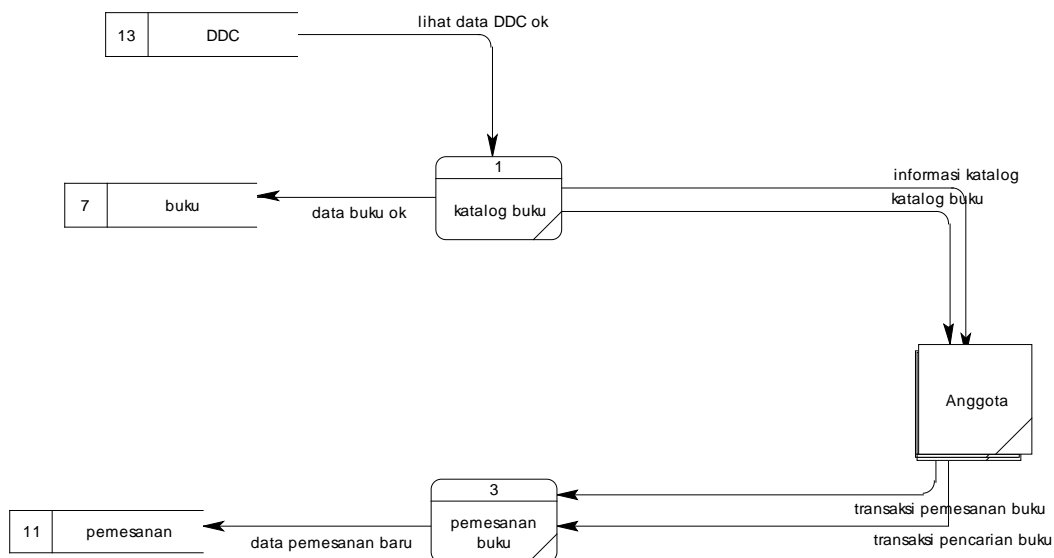 lihat data DDC ok
13 DDC
1
katalog buku
informasi katalog
katalog buku
7 buku
data buku ok
Anggota
3
pemesanan
buku
transaksi pemesanan buku
transaksi pencarian buku
11 pemesanan
data pemesanan baru